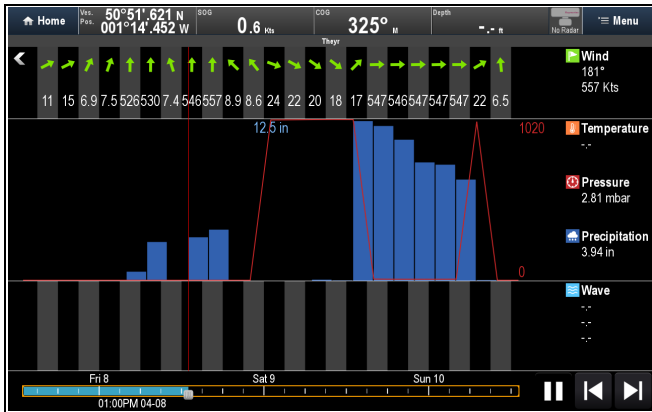 Home
Ves. Pos. 50°51'.621 N
001°14'.452 W
SOG
0.6 Kts
COG
325° M
Depth
-.- ft
No Radar
Menu
Theyr
11 15 6.9 7.5 526 530 7.4 546 557 8.9 8.6 24 22 20 18 17 547 546 547 547 547 22 6.5
Wind
181°
557 Kts
12.5 in
1020
Temperature
-.-
Pressure
2.81 mbar
Precipitation
3.94 in
0
Wave
-.-
-.-
-.-
Fri 8
Sat 9
Sun 10
01:00PM 04-08